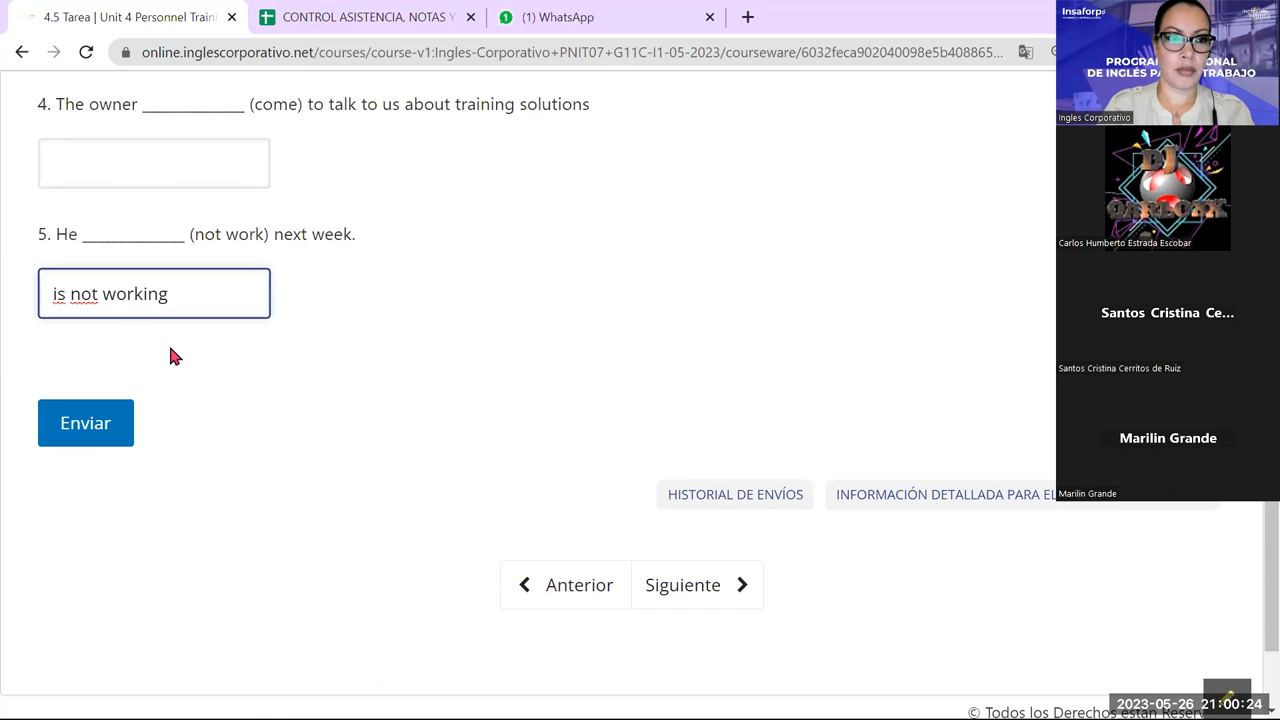 4.5 Tarea | Unit 4 Personnel Traini
CONTROL ASISTENCIA NOTAS
(1) WhatsApp
online.inglescorporativo.net/courses/course-v1:Ingles-Corporativo+I-NIT07+G11C-I1-05-2023/courseware/6032feca902040098e5b408865...
4. The owner ____________ (come) to talk to us about training solutions
5. He ____________ (not work) next week.
is not working
Enviar
HISTORIAL DE ENVÍOS
INFORMACIÓN DETALLADA PARA EL
Anterior
Siguiente
Insaforp
DE INGLÉS PA TRABAJO
Ingles Corporativo
DJ
QARLOXX
Carlos Humberto Estrada Escobar
Santos Cristina Ce...
Santos Cristina Cerritos de Ruiz
Marilin Grande
Marilin Grande
2023-05-26 21:00:24
© Todos los Derechos están Reserv